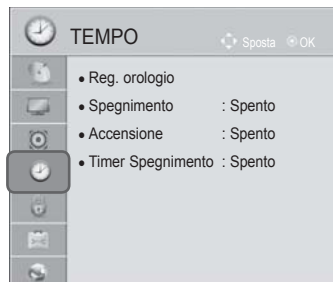 TEMPO
Sposta OK
• Reg. orologio
• Spegnimento : Spento
• Accensione : Spento
• Timer Spegnimento : Spento